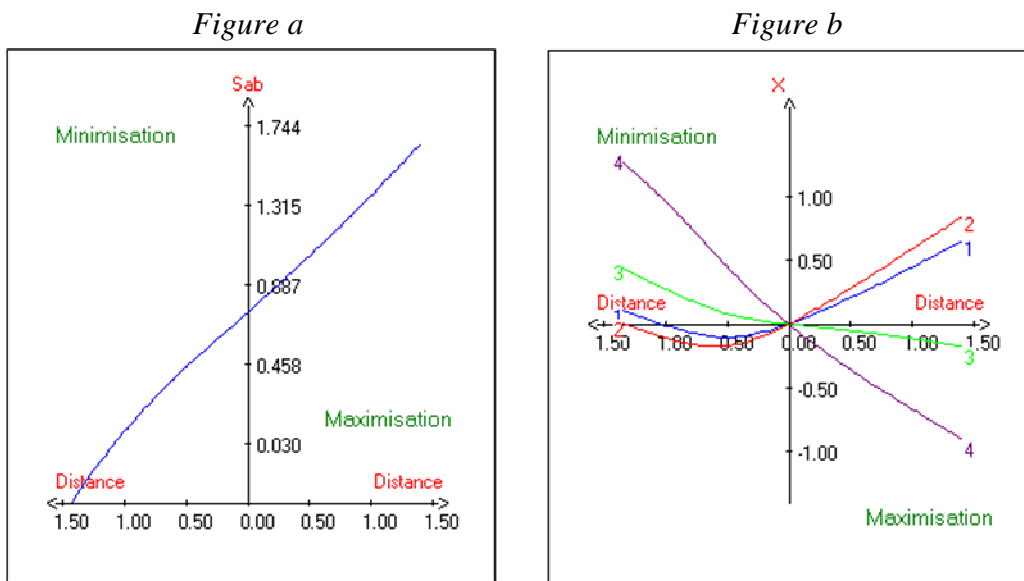 Figure a
Sab
Minimisation
1.744
1.315
0.887
0.458
Maximisation
0.030
Distance Distance
1.50 1.00 0.50 0.00 0.50 1.00 1.50
Figure b
X
Minimisation
4
1.00
2
1
0.50
3
Distance Distance
1
2
1.50 1.00 0.50 0.00 0.50 1.00 1.50
3
-0.50
-1.00
4
Maximisation